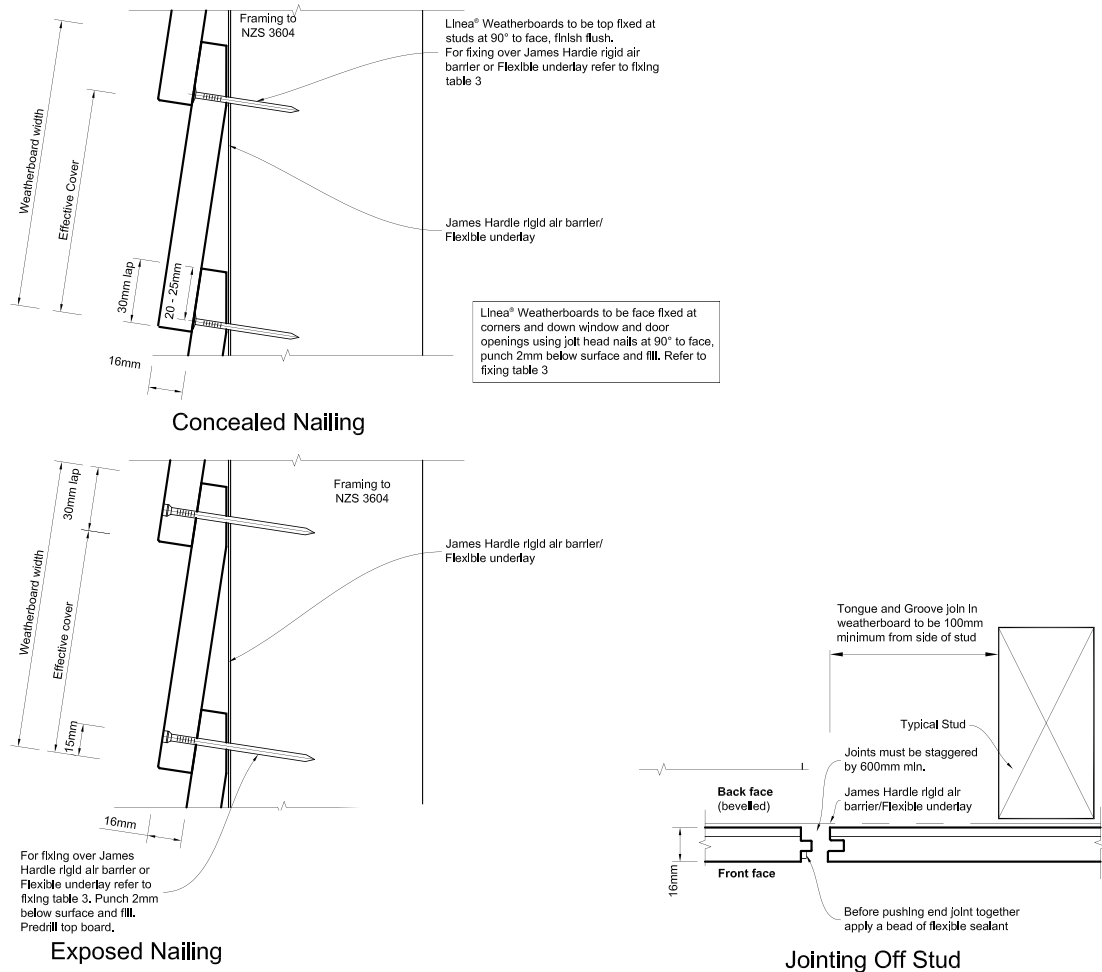 Framing to
NZS 3604
Linea® Weatherboards to be top fixed at
studs at 90° to face, finish flush.
For fixing over James Hardie rigid air
barrier or Flexible underlay refer to fixing
table 3
Weatherboard width
Effective Cover
30mm lap
20 - 25mm
16mm
James Hardie rigid air barrier/
Flexible underlay
Linea® Weatherboards to be face fixed at
corners and down window and door
openings using jolt head nails at 90° to face,
punch 2mm below surface and fill. Refer to
fixing table 3
Concealed Nailing
30mm lap
Weatherboard width
Effective cover
15mm
16mm
Framing to
NZS 3604
James Hardie rigid air barrier/
Flexible underlay
For fixing over James
Hardie rigid air barrier or
Flexible underlay refer to
fixing table 3. Punch 2mm
below surface and fill.
Predrill top board.
Exposed Nailing
Tongue and Groove join in
weatherboard to be 100mm
minimum from side of stud
Typical Stud
Joints must be staggered
by 600mm min.
James Hardie rigid air
barrier/Flexible underlay
Back face
(bevelled)
16mm
Front face
Before pushing end joint together
apply a bead of flexible sealant
Jointing Off Stud